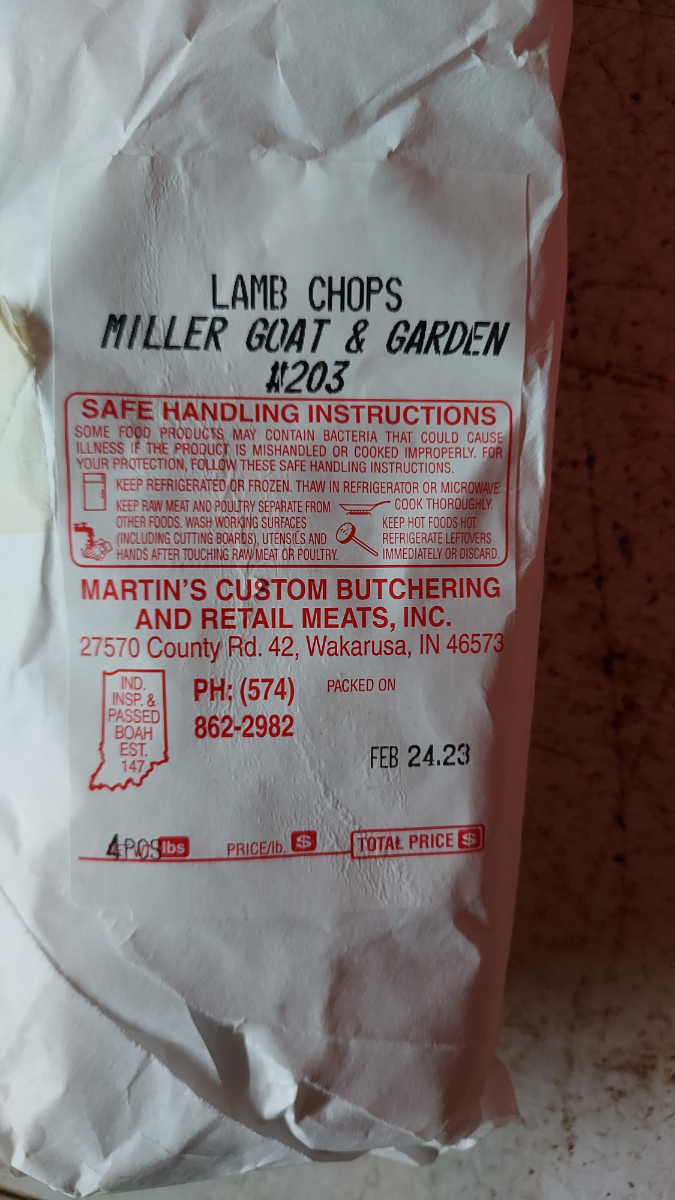 LAMB CHOPS
MILLER GOAT & GARDEN
#203
SAFE HANDLING INSTRUCTIONS
SOME FOOD PRODUCTS MAY CONTAIN BACTERIA THAT COULD CAUSE
ILLNESS IF THE PRODUCT IS MISHANDLED OR COOKED IMPROPERLY. FOR
YOUR PROTECTION, FOLLOW THESE SAFE HANDLING INSTRUCTIONS.
KEEP REFRIGERATED OR FROZEN. THAW IN REFRIGERATOR OR MICROWAVE.
KEEP RAW MEAT AND POULTRY SEPARATE FROM
OTHER FOODS. WASH WORKING SURFACES
(INCLUDING CUTTING BOARDS), UTENSILS AND
HANDS AFTER TOUCHING RAW MEAT OR POULTRY.
COOK THOROUGHLY.
KEEP HOT FOODS HOT.
REFRIGERATE LEFTOVERS
IMMEDIATELY OR DISCARD.
MARTIN'S CUSTOM BUTCHERING
AND RETAIL MEATS, INC.
27570 County Rd. 42, Wakarusa, IN 46573
IND.
INSP. &
PASSED
BOAH
EST.
147
PH: (574)
862-2982
PACKED ON
FEB 24.23
4 PCS lbs
PRICE/lb. $
TOTAL PRICE $